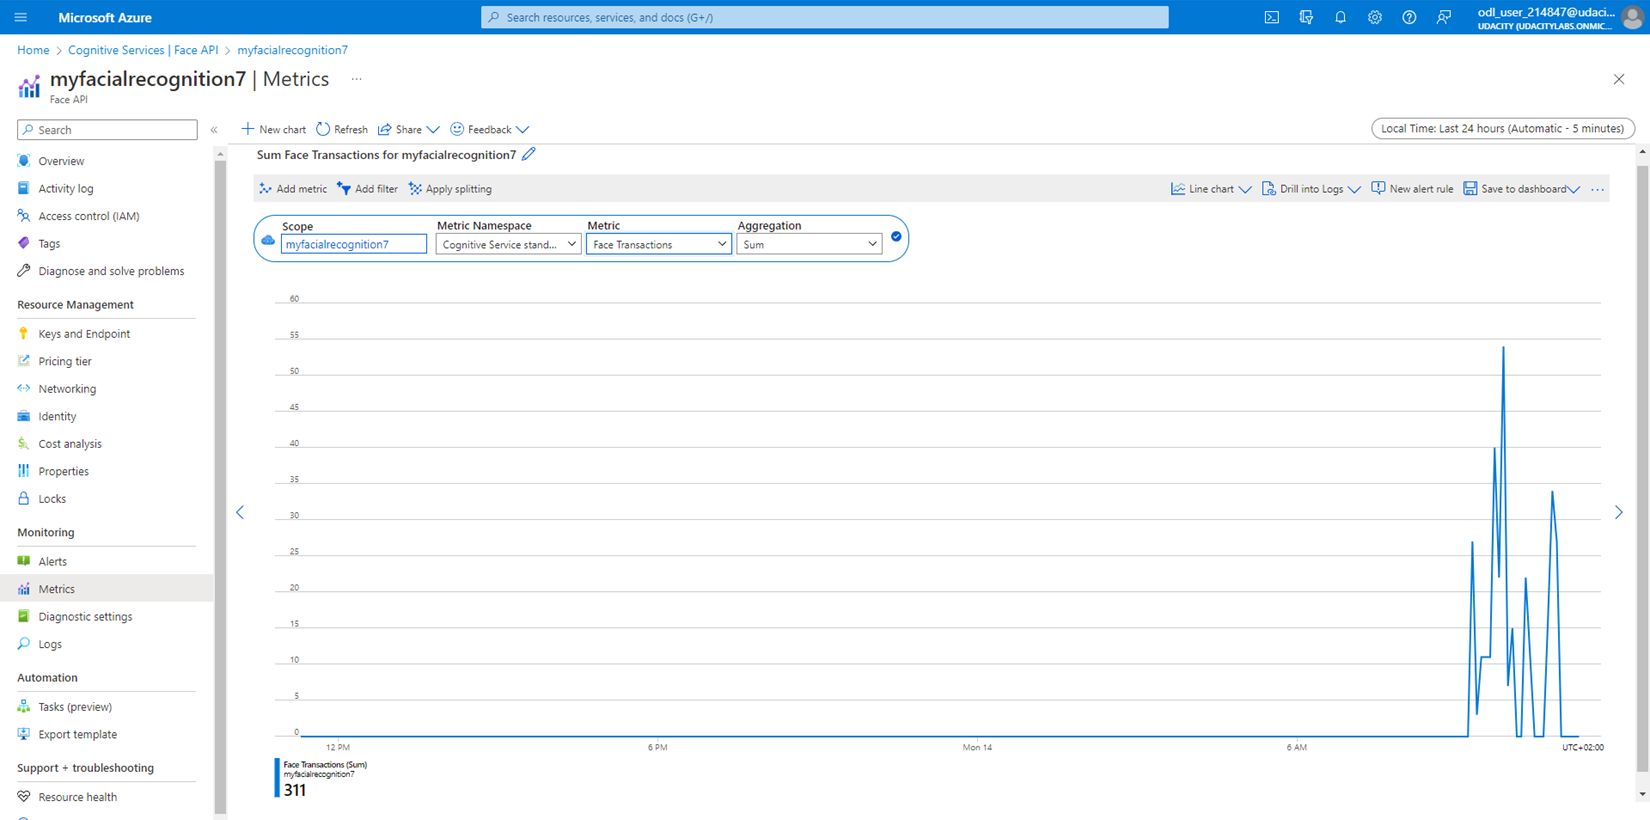 Microsoft Azure
Search resources, services, and docs (G+/)
odl_user_214847@udaci...
UDACITY (UDACITYLABS.ONMIC...
Home > Cognitive Services | Face API > myfacialrecognition7
myfacialrecognition7 | Metrics ...
Face API
Search
«
New chart Refresh Share Feedback
Local Time: Last 24 hours (Automatic - 5 minutes)
Overview
Activity log
Access control (IAM)
Tags
Diagnose and solve problems
Resource Management
Keys and Endpoint
Pricing tier
Networking
Identity
Cost analysis
Properties
Locks
Monitoring
Alerts
Metrics
Diagnostic settings
Logs
Automation
Tasks (preview)
Export template
Support + troubleshooting
Resource health
Sum Face Transactions for myfacialrecognition7
Add metric Add filter Apply splitting
Line chart Drill into Logs New alert rule Save to dashboard ...
Scope Metric Namespace Metric Aggregation
myfacialrecognition7 Cognitive Service stand... Face Transactions Sum
60
55
50
45
40
35
30
25
20
15
10
5
0
12 PM 6 PM Mon 14 6 AM UTC+02:00
Face Transactions (Sum)
myfacialrecognition7
311